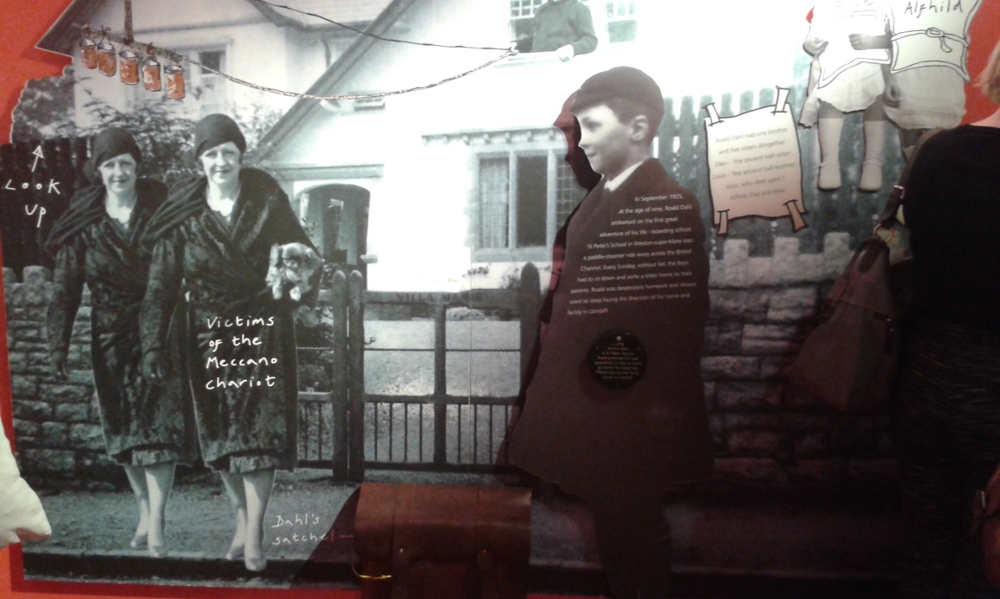 Alfhild
LOOK
UP
Roald Dahl had one brother
and five sisters altogether:
Ellen - 'the ancient half-sister'
Louis - 'the ancient half-brother'
Astri, who died aged 7
Alfhild, Else and Asta
In September 1925,
at the age of nine, Roald Dahl
embarked on the first great
adventure of his life - boarding school.
St Peter's School in Weston-super-Mare was
a paddle-steamer ride away across the Bristol
Channel. Every Sunday, without fail, the boys
had to sit down and write a letter home to their
parents. Roald was desperately homesick and always
went to sleep facing the direction of his home and
family in Llandaff.
Victims
of the
Meccano
chariot
Dahl's
satchel